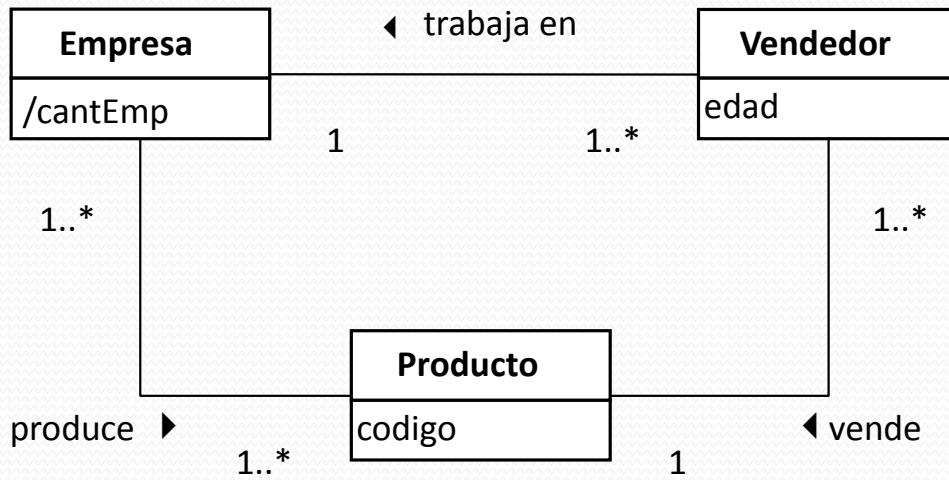 ◄ trabaja en
Empresa
Vendedor
/cantEmp
edad
1
1..*
1..*
1..*
Producto
codigo
produce ►
◄ vende
1..*
1